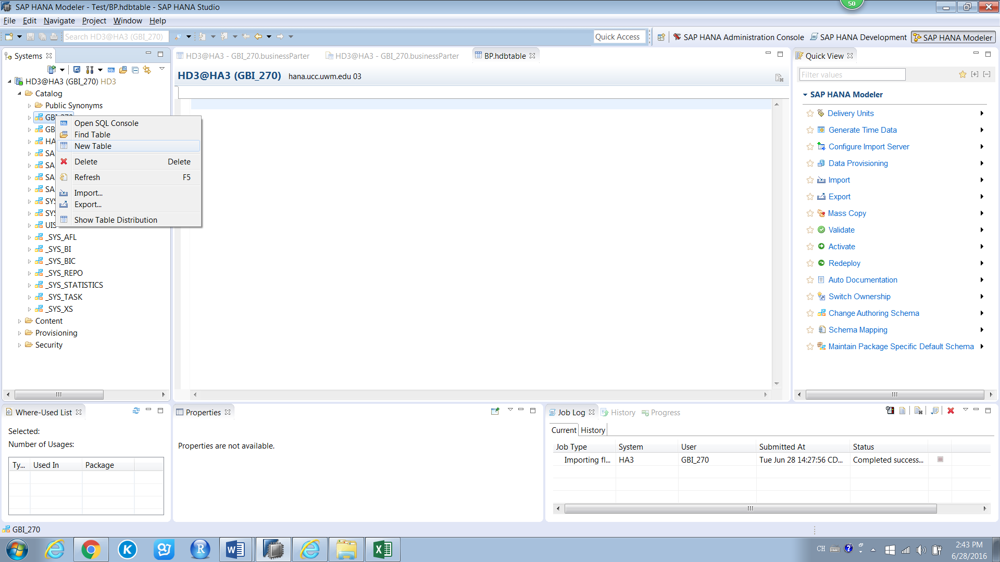 SAP HANA Modeler - Test/BP.hdbtable - SAP HANA Studio
50
File Edit Navigate Project Window Help
Search HD3@HA3 (GBI_270)
Quick Access
SAP HANA Administration Console
SAP HANA Development
SAP HANA Modeler
Systems
HD3@HA3 (GBI_270) HD3
Catalog
Public Synonyms
GBI_270
GB
HA
SA
SA
SA
SA
SYS
SYS
UIS
_SYS_AFL
_SYS_BI
_SYS_BIC
_SYS_REPO
_SYS_STATISTICS
_SYS_TASK
_SYS_XS
Content
Provisioning
Security
Open SQL Console
Find Table
New Table
Delete Delete
Refresh F5
Import...
Export...
Show Table Distribution
HD3@HA3 - GBI_270.businessParter
HD3@HA3 - GBI_270.businessParter
BP.hdbtable
HD3@HA3 (GBI_270) hana.ucc.uwm.edu 03
Quick View
Filter values
SAP HANA Modeler
Delivery Units
Generate Time Data
Configure Import Server
Data Provisioning
Import
Export
Mass Copy
Validate
Activate
Redeploy
Auto Documentation
Switch Ownership
Change Authoring Schema
Schema Mapping
Maintain Package Specific Default Schema
Where-Used List
Selected:
Number of Usages:
Ty... Used In Package
Properties
Properties are not available.
Job Log History Progress
Current History
Job Type System User Submitted At Status
Importing fl... HA3 GBI_270 Tue Jun 28 14:27:56 CD... Completed success...
GBI_270
CH
2:43 PM
6/28/2016